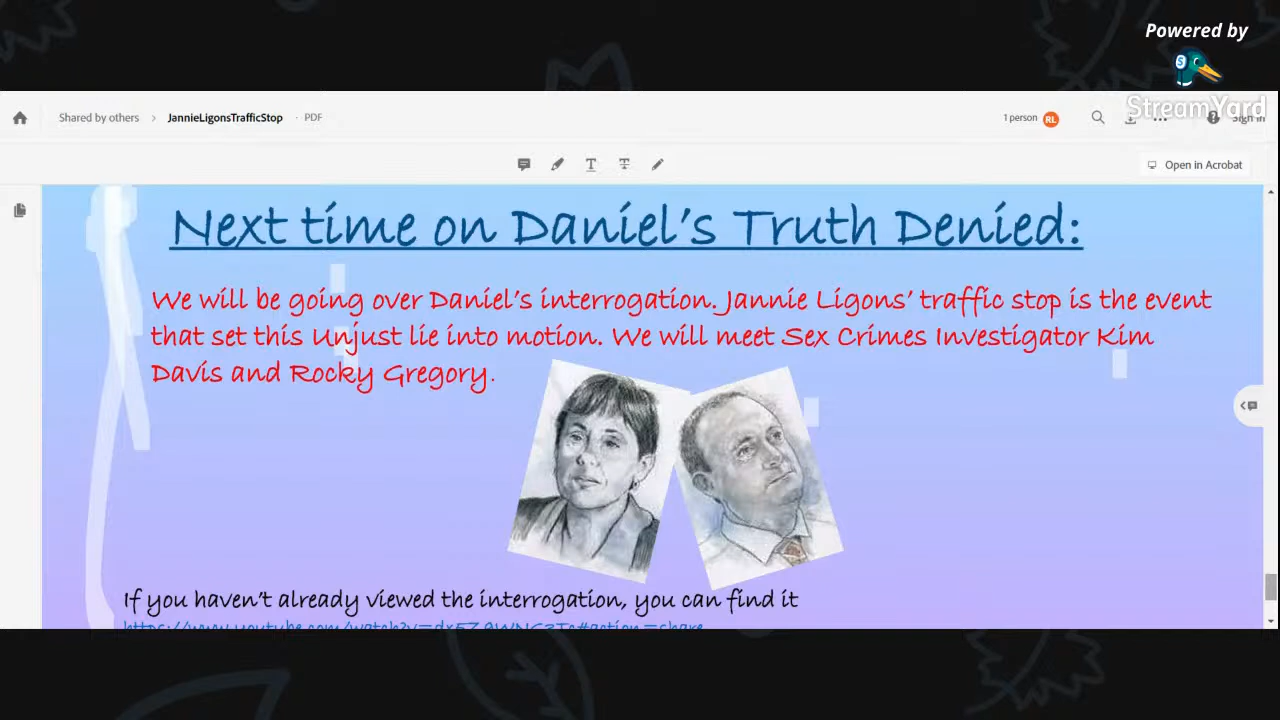 Powered by
StreamYard
Shared by others > JannieLigonsTrafficStop · PDF
1 person RL
Sign in
Open in Acrobat
Next time on Daniel's Truth Denied:
We will be going over Daniel's interrogation. Jannie Ligons' traffic stop is the event
that set this Unjust lie into motion. We will meet Sex Crimes Investigator Kim
Davis and Rocky Gregory.
If you haven't already viewed the interrogation, you can find it